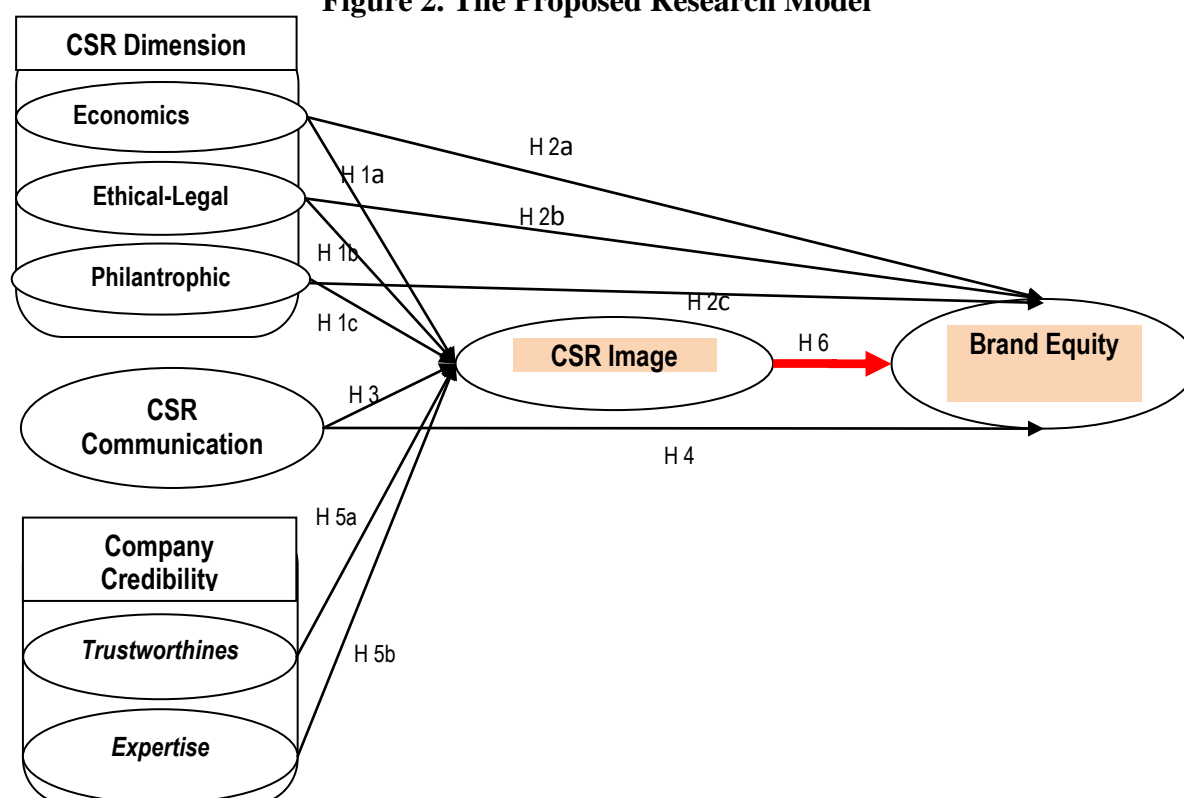 Figure 2. The Proposed Research Model
CSR Dimension
Economics
H 2a
H 1a
Ethical-Legal
H 2b
H 1b
Philantrophic
H 2c
H 1c
CSR Image
H 6
Brand Equity
H 3
CSR
Communication
H 4
H 5a
Company
Credibility
Trustworthines
H 5b
Expertise